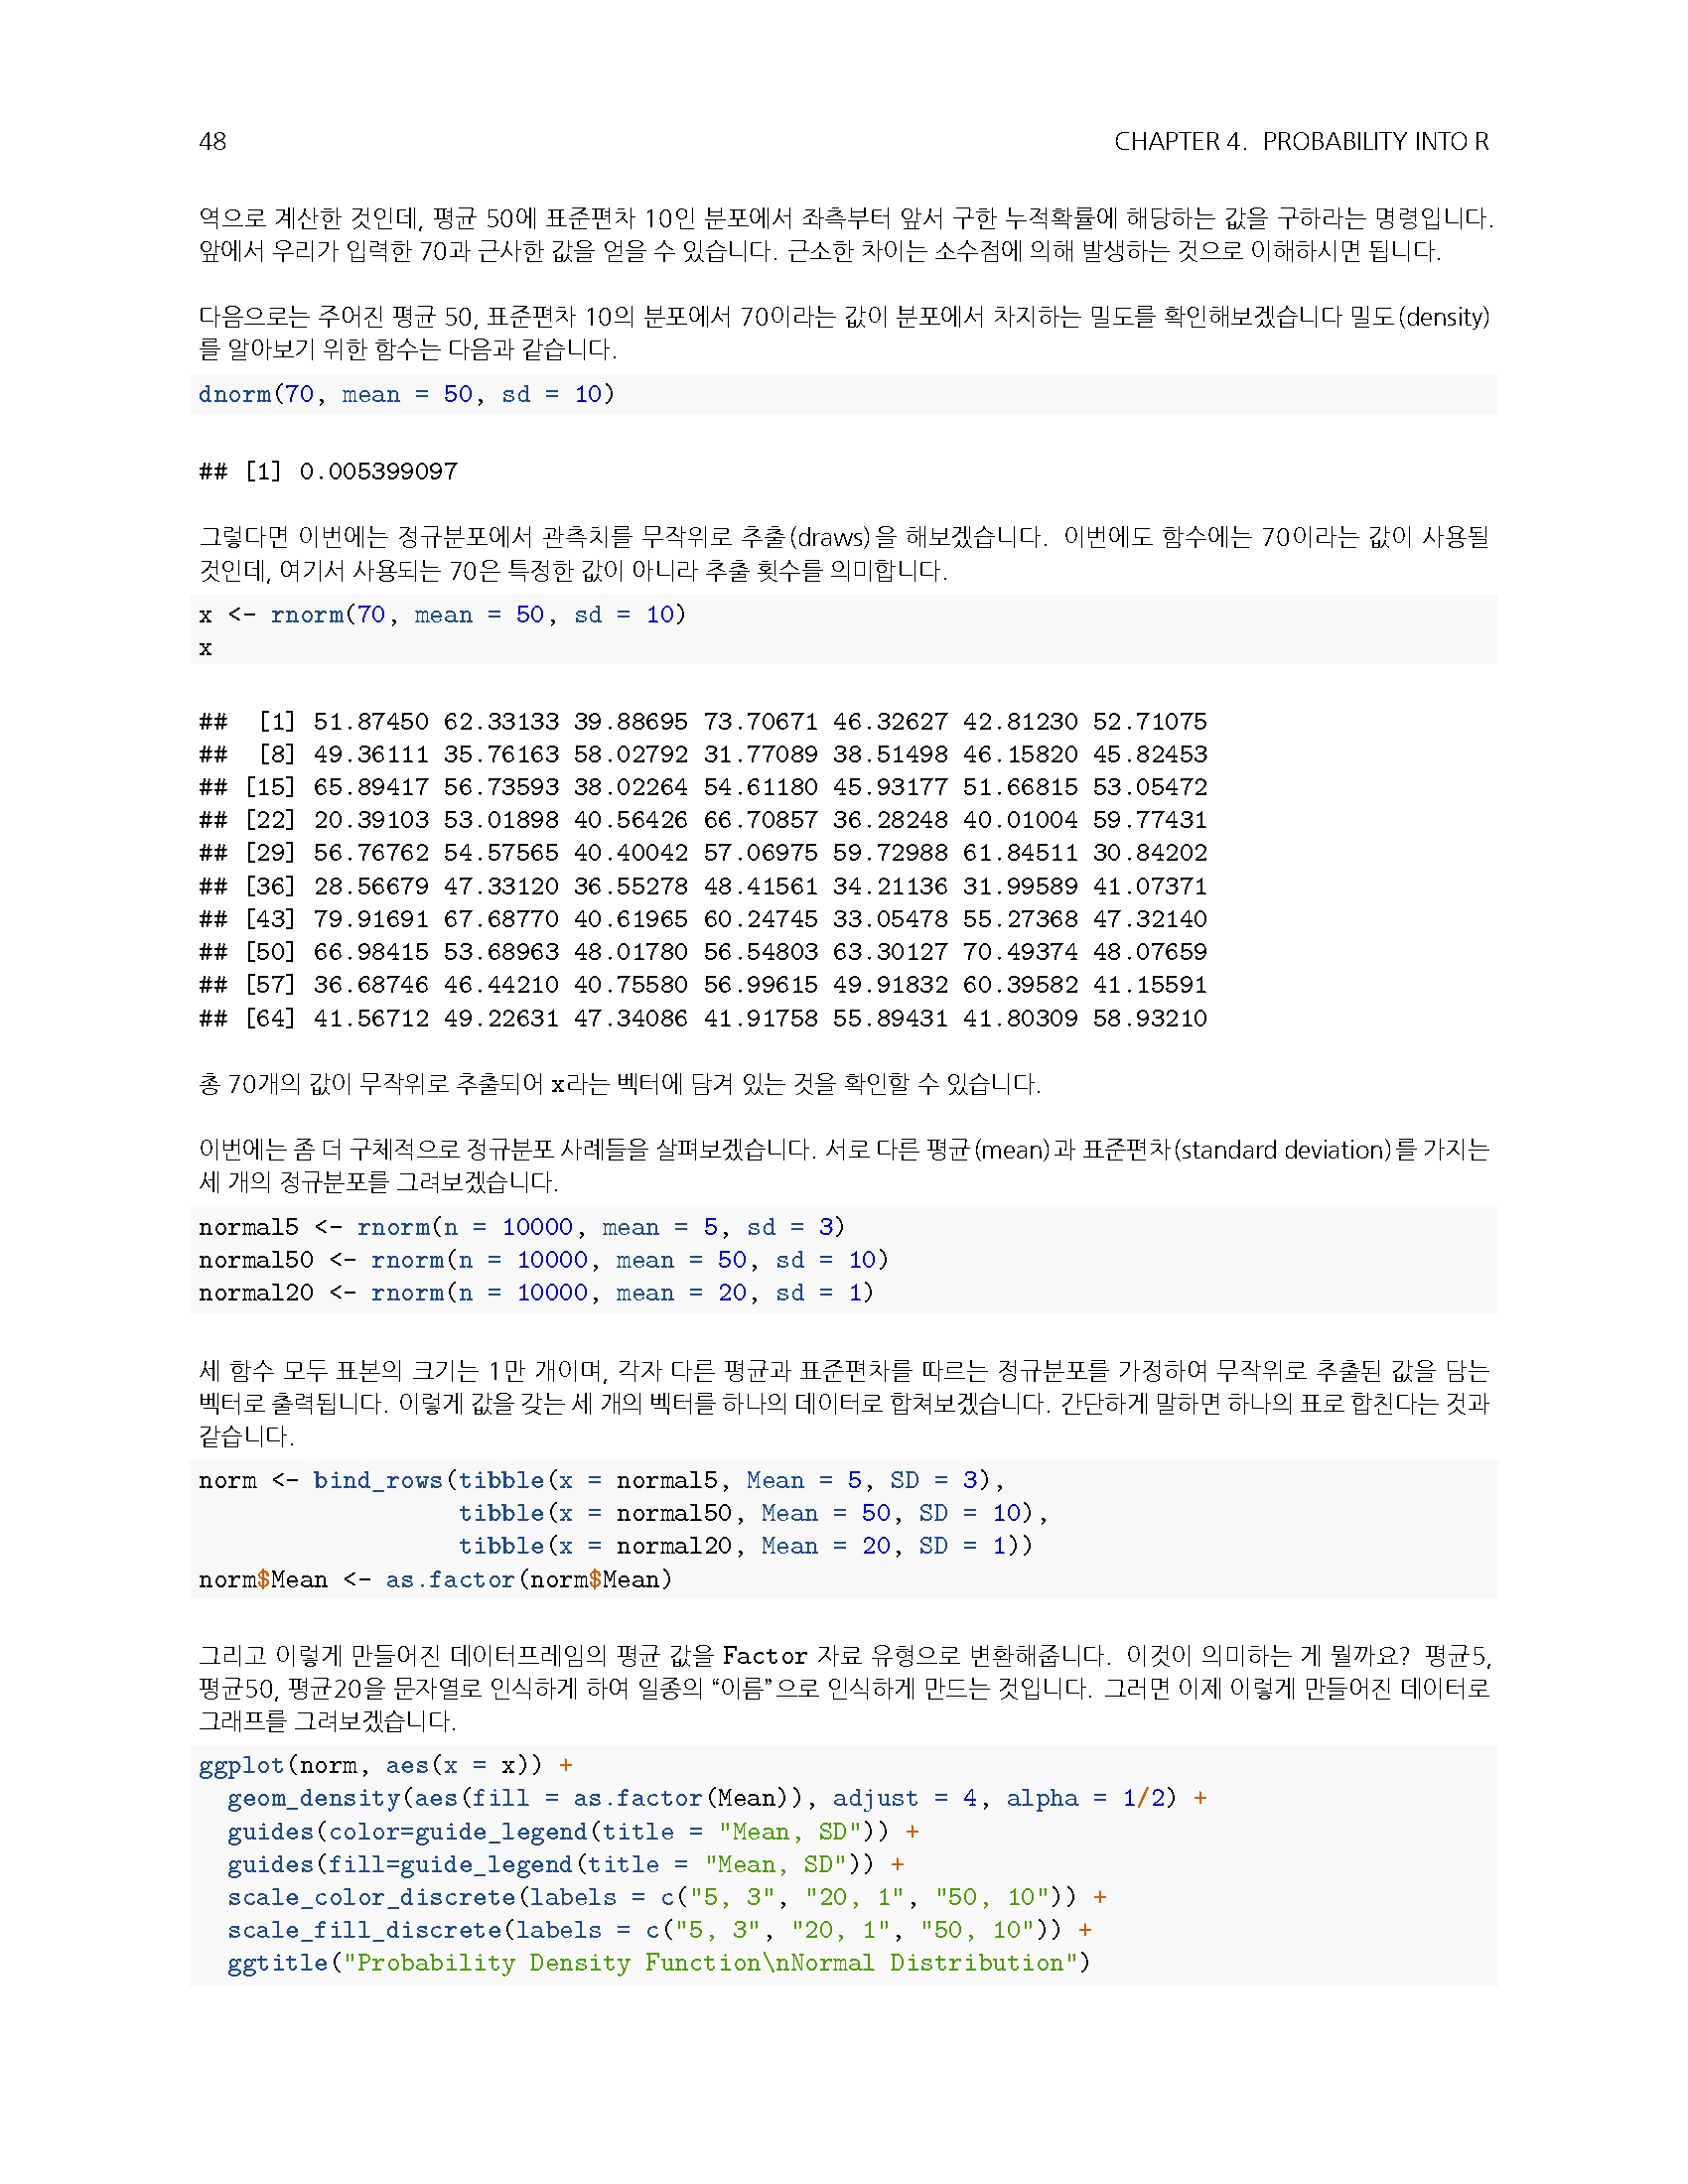 48 CHAPTER 4. PROBABILITY INTO R
역으로 계산한 것인데, 평균 50에 표준편차 10인 분포에서 좌측부터 앞서 구한 누적확률에 해당하는 값을 구하라는 명령입니다.
앞에서 우리가 입력한 70과 근사한 값을 얻을 수 있습니다. 근소한 차이는 소수점에 의해 발생하는 것으로 이해하시면 됩니다.
다음으로는 주어진 평균 50, 표준편차 10의 분포에서 70이라는 값이 분포에서 차지하는 밀도를 확인해보겠습니다 밀도(density)
를 알아보기 위한 함수는 다음과 같습니다.
dnorm(70, mean = 50, sd = 10)
## [1] 0.005399097
그렇다면 이번에는 정규분포에서 관측치를 무작위로 추출(draws)을 해보겠습니다. 이번에도 함수에는 70이라는 값이 사용될
것인데, 여기서 사용되는 70은 특정한 값이 아니라 추출 횟수를 의미합니다.
x <- rnorm(70, mean = 50, sd = 10)
x
##  [1] 51.87450 62.33133 39.88695 73.70671 46.32627 42.81230 52.71075
##  [8] 49.36111 35.76163 58.02792 31.77089 38.51498 46.15820 45.82453
## [15] 65.89417 56.73593 38.02264 54.61180 45.93177 51.66815 53.05472
## [22] 20.39103 53.01898 40.56426 66.70857 36.28248 40.01004 59.77431
## [29] 56.76762 54.57565 40.40042 57.06975 59.72988 61.84511 30.84202
## [36] 28.56679 47.33120 36.55278 48.41561 34.21136 31.99589 41.07371
## [43] 79.91691 67.68770 40.61965 60.24745 33.05478 55.27368 47.32140
## [50] 66.98415 53.68963 48.01780 56.54803 63.30127 70.49374 48.07659
## [57] 36.68746 46.44210 40.75580 56.99615 49.91832 60.39582 41.15591
## [64] 41.56712 49.22631 47.34086 41.91758 55.89431 41.80309 58.93210
총 70개의 값이 무작위로 추출되어 x라는 벡터에 담겨 있는 것을 확인할 수 있습니다.
이번에는 좀 더 구체적으로 정규분포 사례들을 살펴보겠습니다. 서로 다른 평균(mean)과 표준편차(standard deviation)를 가지는
세 개의 정규분포를 그려보겠습니다.
normal5 <- rnorm(n = 10000, mean = 5, sd = 3)
normal50 <- rnorm(n = 10000, mean = 50, sd = 10)
normal20 <- rnorm(n = 10000, mean = 20, sd = 1)
세 함수 모두 표본의 크기는 1만 개이며, 각자 다른 평균과 표준편차를 따르는 정규분포를 가정하여 무작위로 추출된 값을 담는
벡터로 출력됩니다. 이렇게 값을 갖는 세 개의 벡터를 하나의 데이터로 합쳐보겠습니다. 간단하게 말하면 하나의 표로 합친다는 것과
같습니다.
norm <- bind_rows(tibble(x = normal5, Mean = 5, SD = 3),
                  tibble(x = normal50, Mean = 50, SD = 10),
                  tibble(x = normal20, Mean = 20, SD = 1))
norm$Mean <- as.factor(norm$Mean)
그리고 이렇게 만들어진 데이터프레임의 평균 값을 Factor 자료 유형으로 변환해줍니다. 이것이 의미하는 게 뭘까요? 평균5,
평균50, 평균20을 문자열로 인식하게 하여 일종의 “이름”으로 인식하게 만드는 것입니다. 그러면 이제 이렇게 만들어진 데이터로
그래프를 그려보겠습니다.
ggplot(norm, aes(x = x)) +
  geom_density(aes(fill = as.factor(Mean)), adjust = 4, alpha = 1/2) +
  guides(color=guide_legend(title = "Mean, SD")) +
  guides(fill=guide_legend(title = "Mean, SD")) +
  scale_color_discrete(labels = c("5, 3", "20, 1", "50, 10")) +
  scale_fill_discrete(labels = c("5, 3", "20, 1", "50, 10")) +
  ggtitle("Probability Density Function\nNormal Distribution")